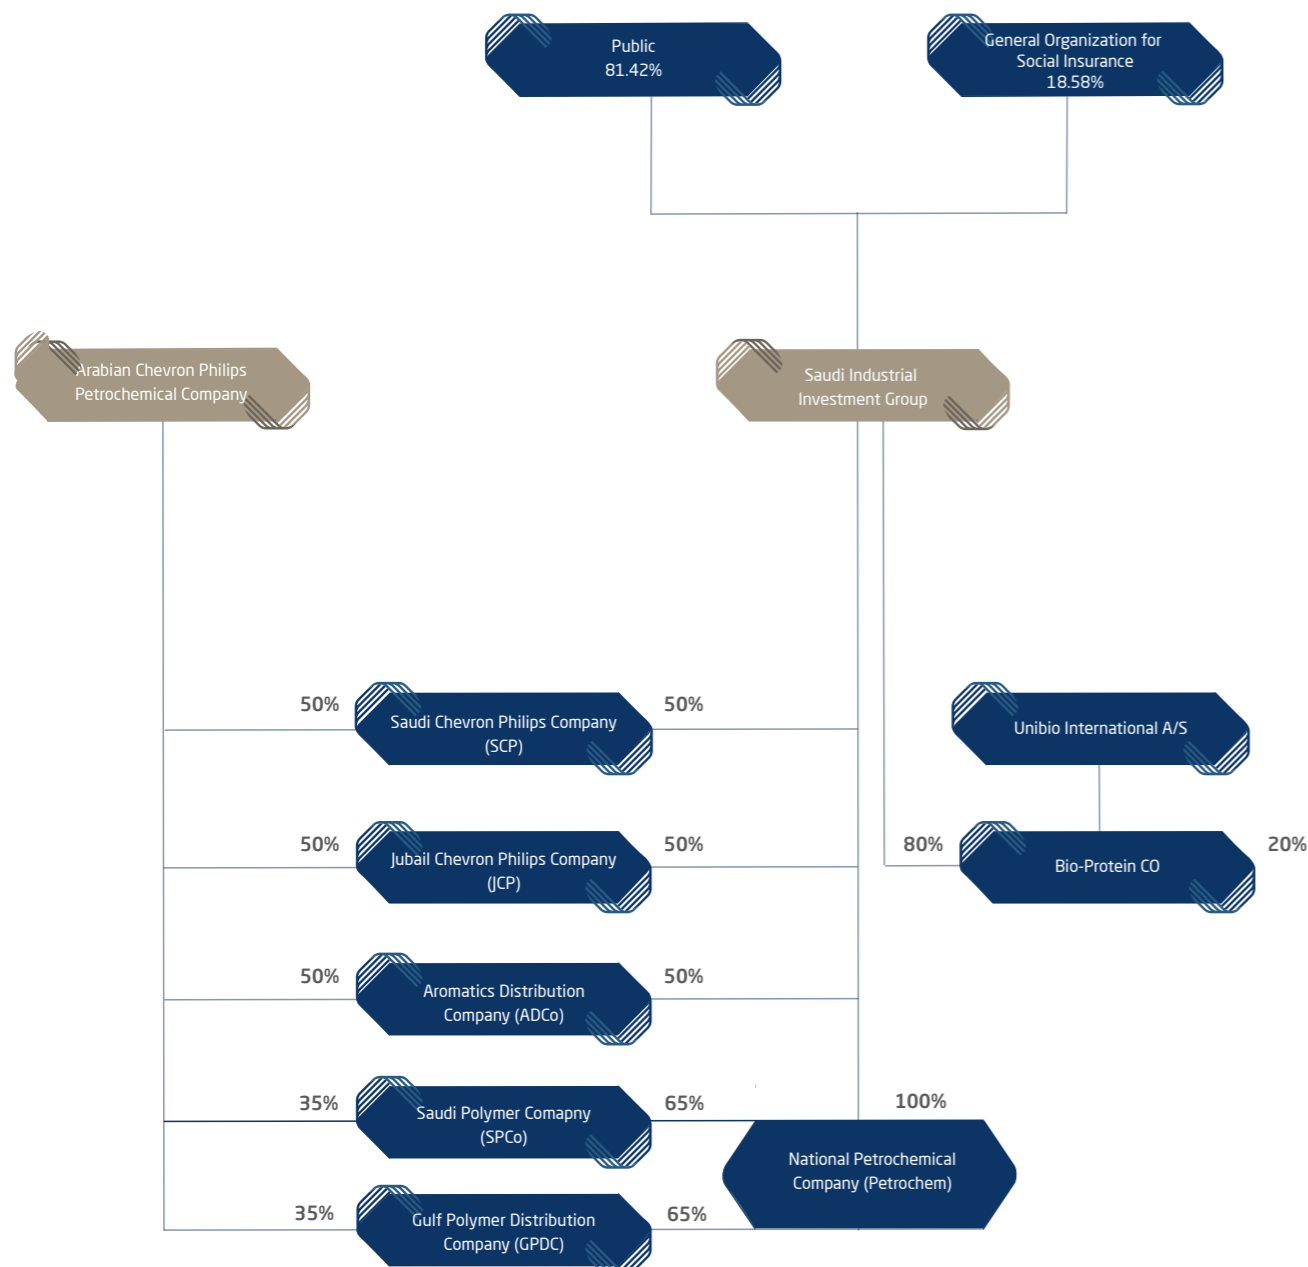 Public
81.42%
General Organization for
Social Insurance
18.58%
Arabian Chevron Philips
Petrochemical Company
Saudi Industrial
Investment Group
50%
Saudi Chevron Philips Company
(SCP)
50%
Unibio International A/S
50%
Jubail Chevron Philips Company
(JCP)
50%
80%
Bio-Protein CO
20%
50%
Aromatics Distribution
Company (ADCo)
50%
35%
Saudi Polymer Comapny
(SPCo)
65%
100%
National Petrochemical
Company (Petrochem)
35%
Gulf Polymer Distribution
Company (GPDC)
65%